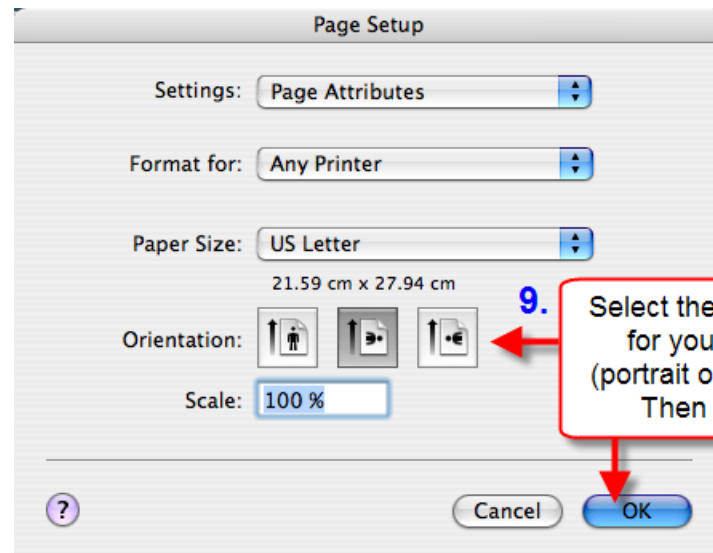 Page Setup
Settings: Page Attributes
Format for: Any Printer
Paper Size: US Letter
21.59 cm x 27.94 cm
9.
Select the
for you
(portrait o
Then
Orientation:
Scale: 100 %
? Cancel OK